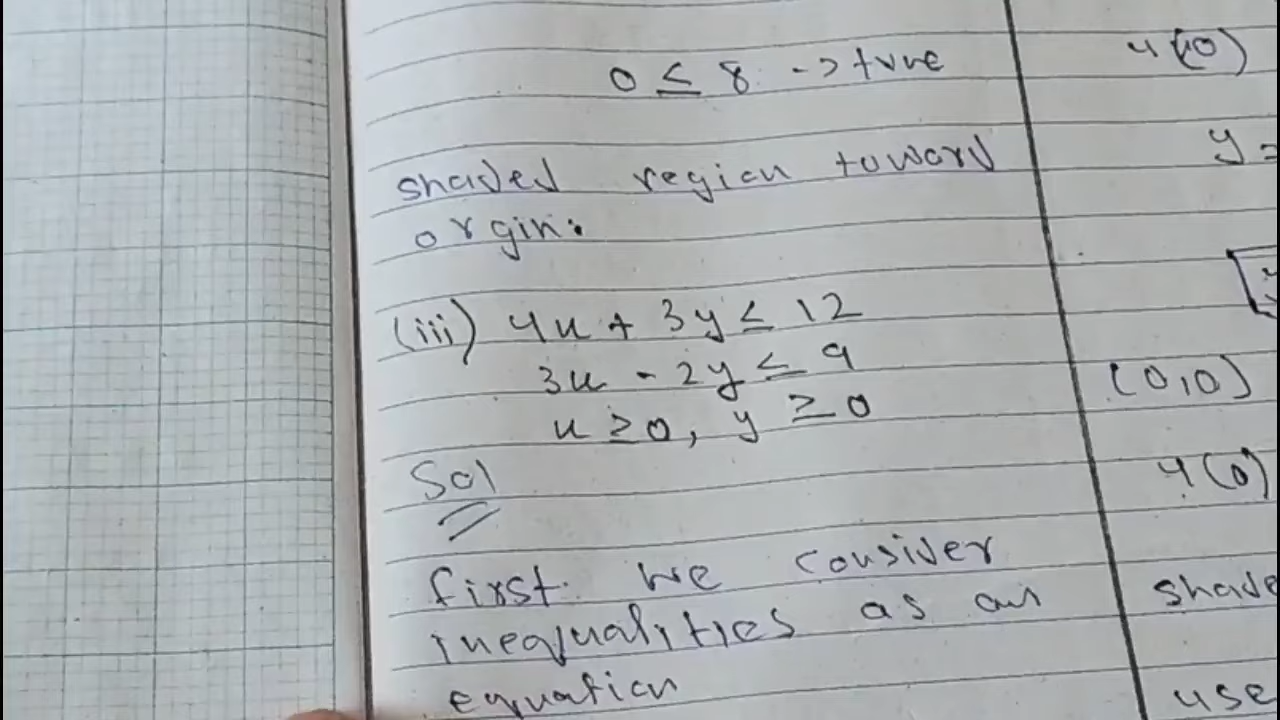 0 ≤ 8 -> true
shaded region toward
orgin.
(iii) 4x + 3y ≤ 12
3x - 2y ≤ 9
x ≥ 0, y ≥ 0
Sol
first we consider
inequalities as an
equation
4(0)
y =
(0,0)
4(0)
shade
use